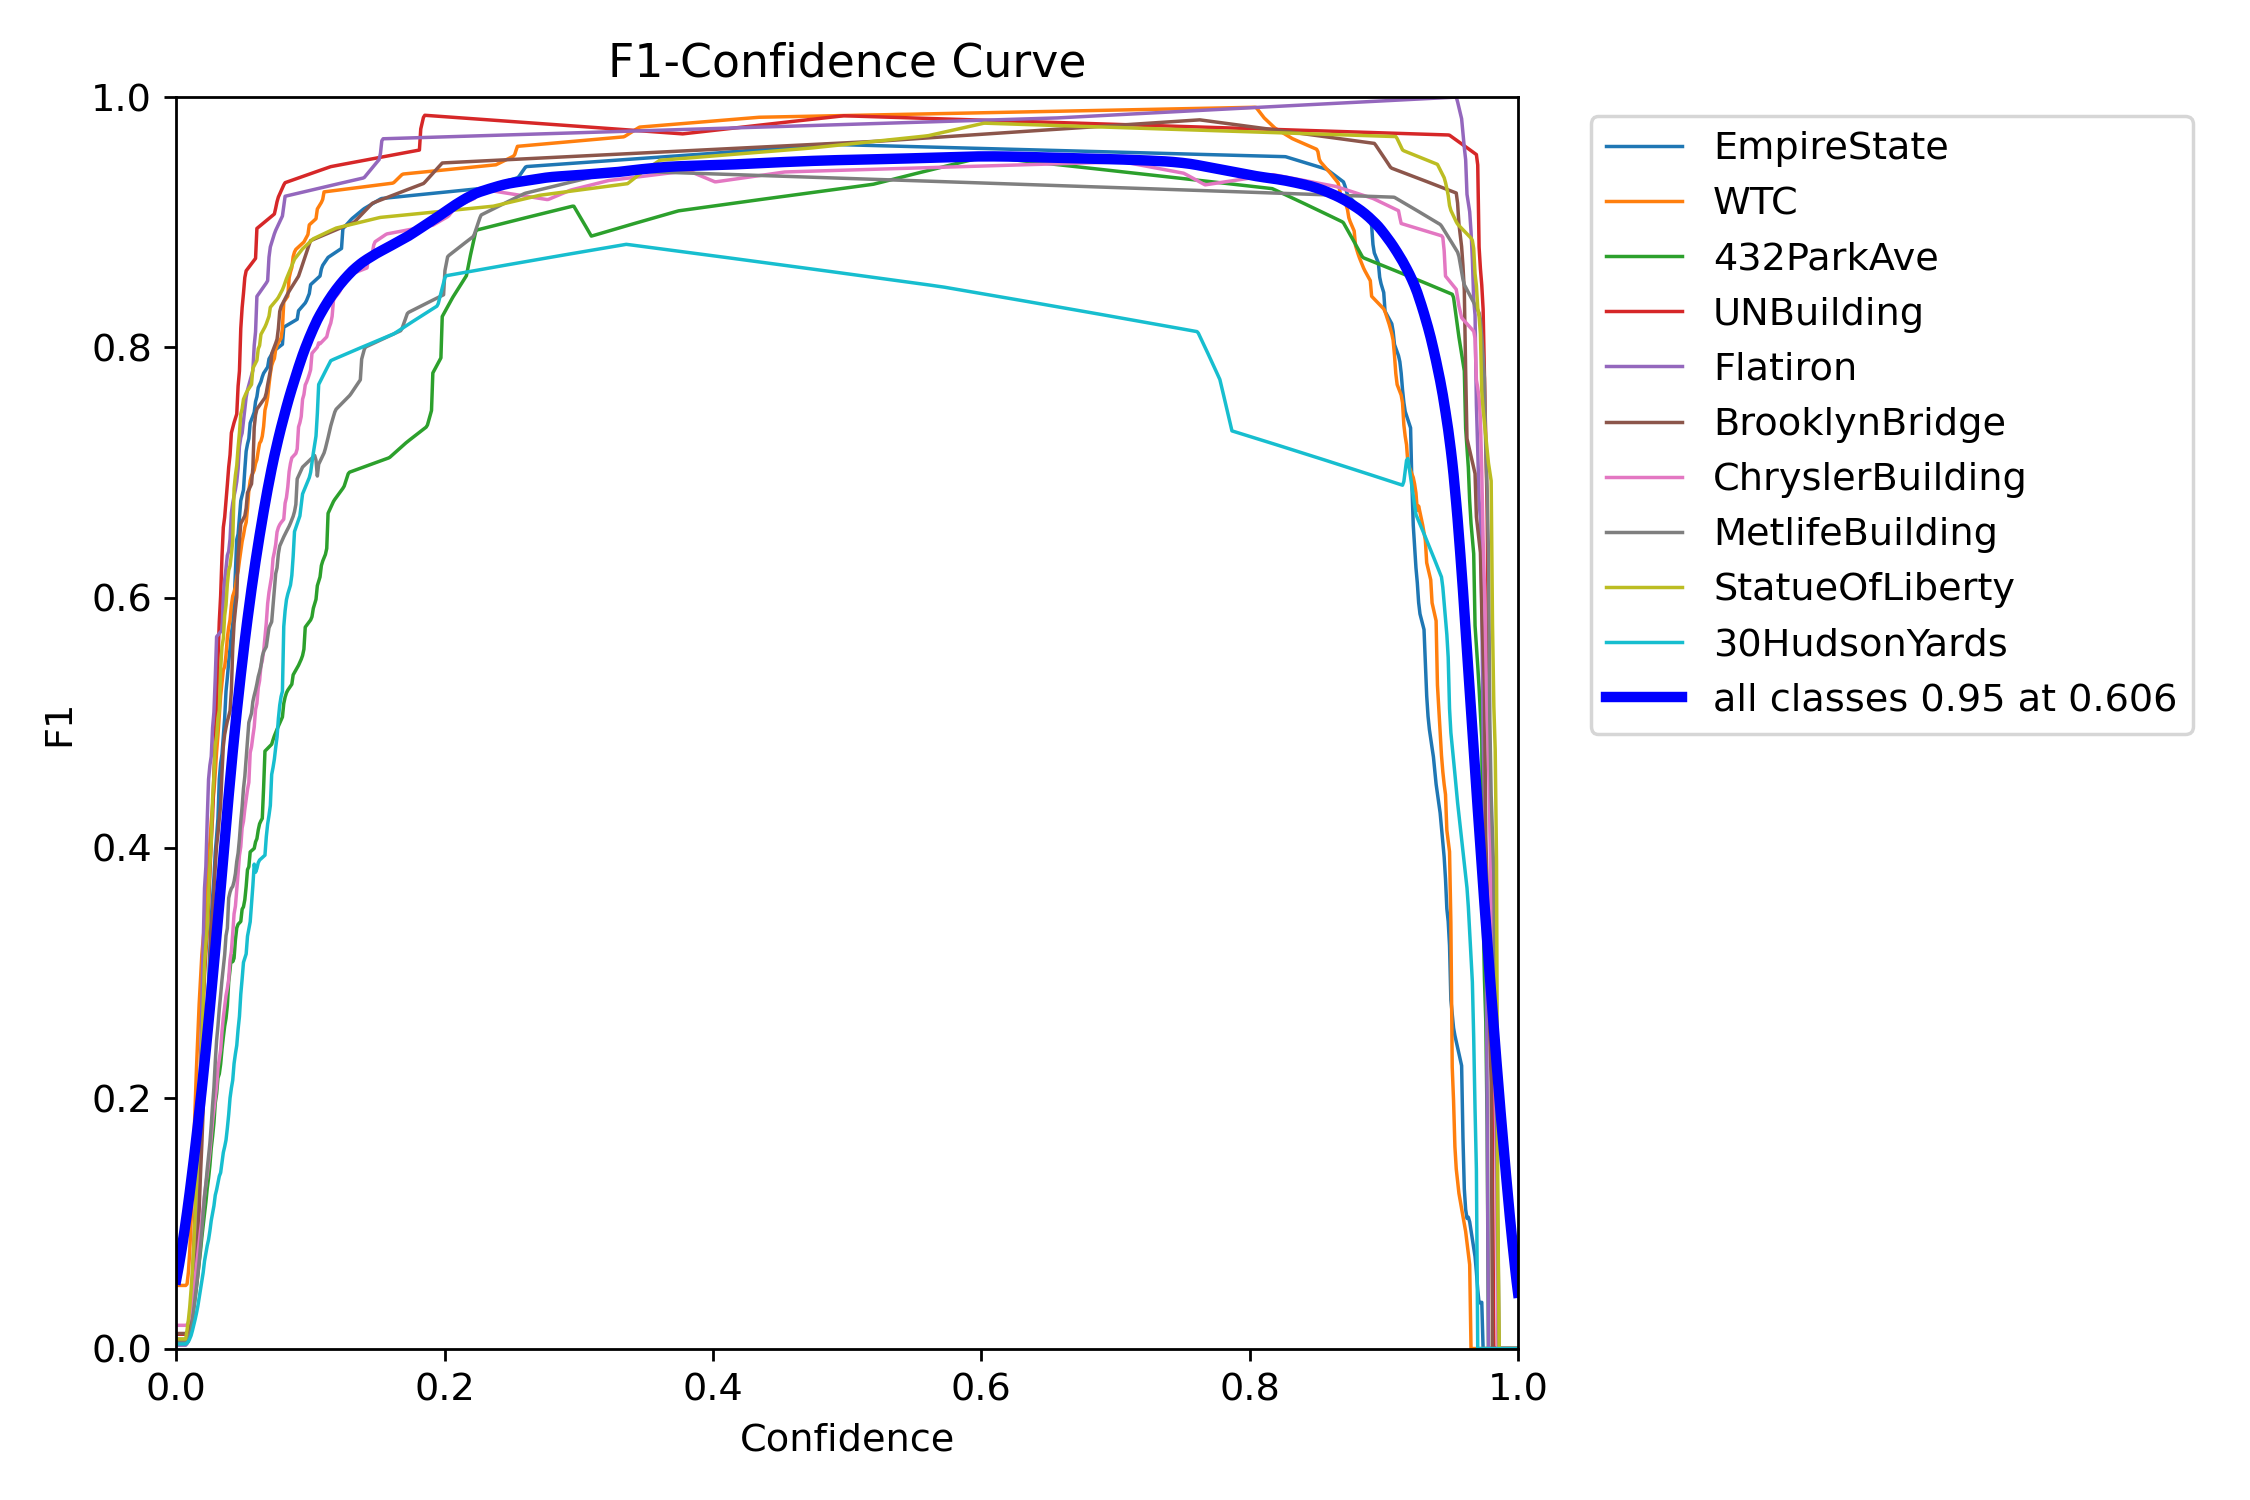 F1-Confidence Curve
1.0
0.8
0.6
0.4
0.2
0.0
F1
0.0 0.2 0.4 0.6 0.8 1.0
Confidence
EmpireState
WTC
432ParkAve
UNBuilding
Flatiron
BrooklynBridge
ChryslerBuilding
MetlifeBuilding
StatueOfLiberty
30HudsonYards
all classes 0.95 at 0.606